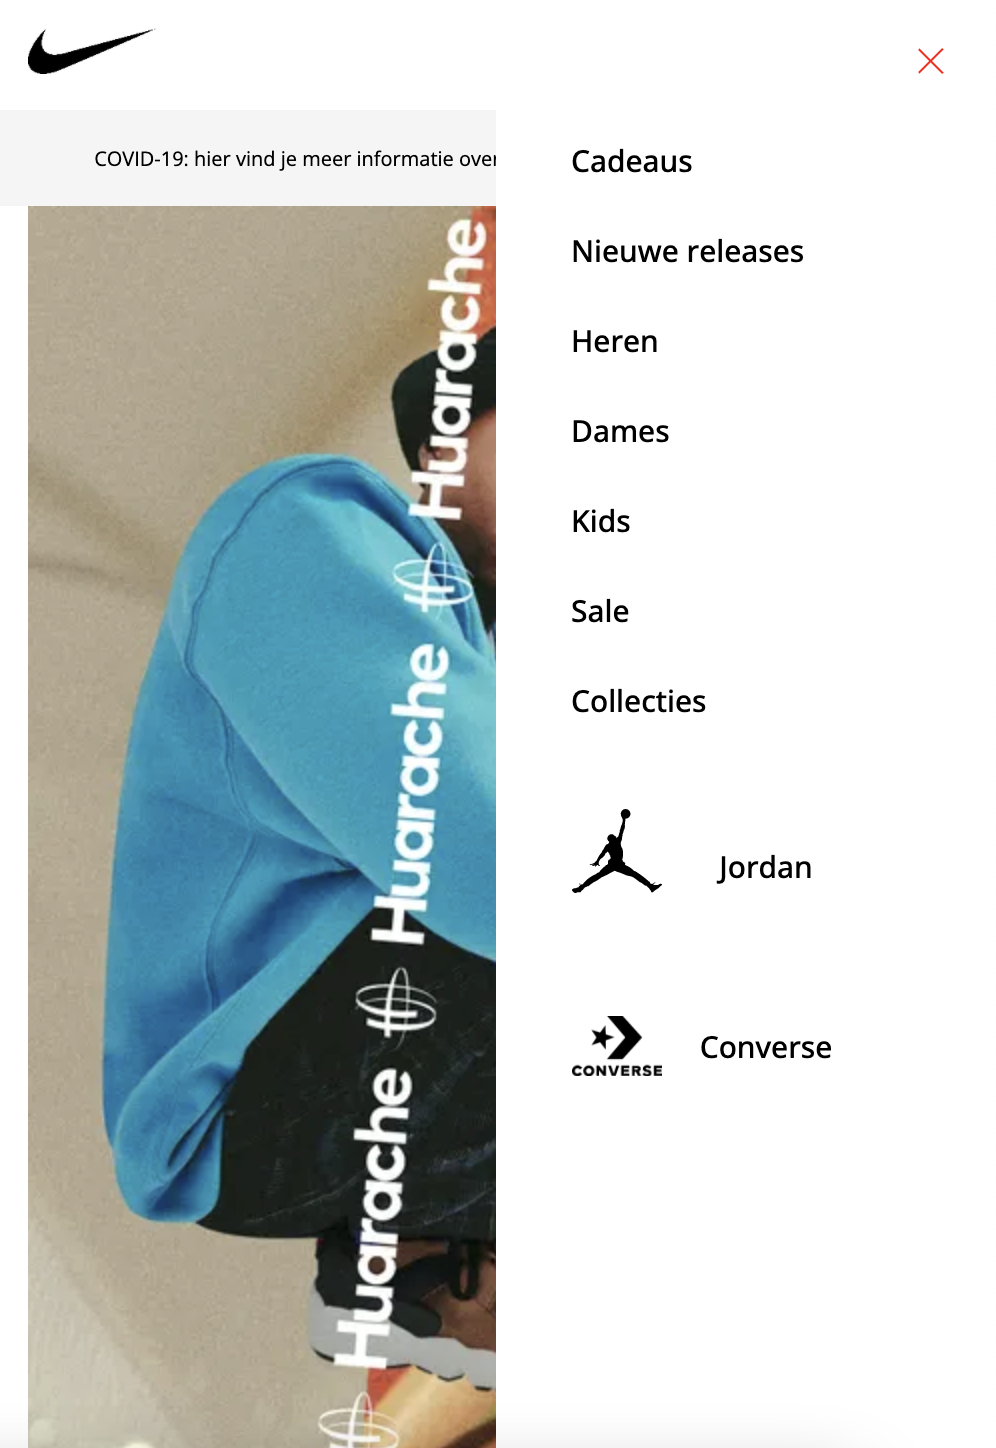 COVID-19: hier vind je meer informatie over
Cadeaus
Nieuwe releases
Heren
Dames
Kids
Sale
Collecties
Jordan
CONVERSE
Converse
Huarache
Huarache
Huarache